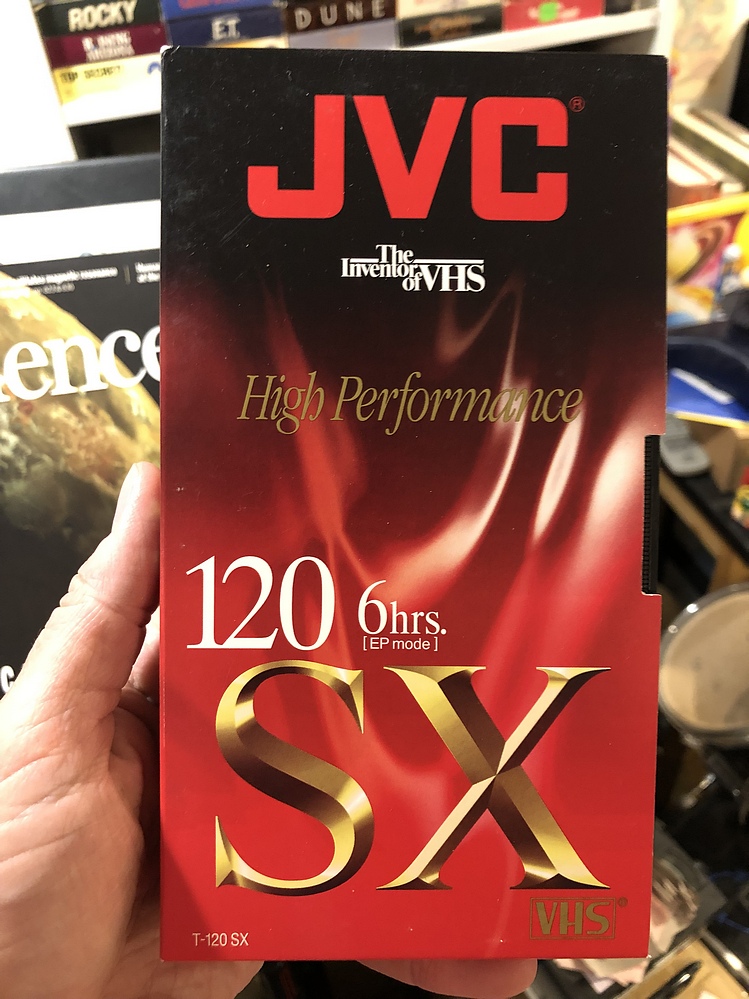 ROCKY
E.T.
DUNE
JVC®
The
Inventor
of VHS
High Performance
ence
120 6hrs.
[EP mode]
SX
VHS®
T-120 SX